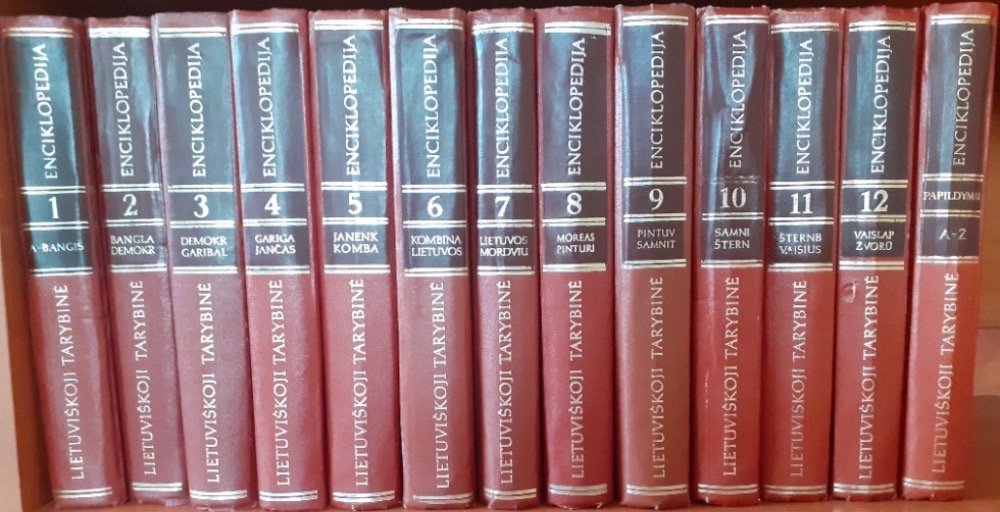 LIETUVIŠKOJI TARYBINĖ ENCIKLOPEDIJA
1
A-BANGIS
LIETUVIŠKOJI TARYBINĖ ENCIKLOPEDIJA
2
BANGLA
DEMOKR
LIETUVIŠKOJI TARYBINĖ ENCIKLOPEDIJA
3
DEMOKR
GARIBAL
LIETUVIŠKOJI TARYBINĖ ENCIKLOPEDIJA
4
GARIGA
JANČAS
LIETUVIŠKOJI TARYBINĖ ENCIKLOPEDIJA
5
JANENK
KOMBA
LIETUVIŠKOJI TARYBINĖ ENCIKLOPEDIJA
6
KOMBINA
LIETUVOS
LIETUVIŠKOJI TARYBINĖ ENCIKLOPEDIJA
7
LIETUVOS
MORDVIU
LIETUVIŠKOJI TARYBINĖ ENCIKLOPEDIJA
8
MOREAS
PINTURI
LIETUVIŠKOJI TARYBINĖ ENCIKLOPEDIJA
9
PINTUV
SAMNIT
LIETUVIŠKOJI TARYBINĖ ENCIKLOPEDIJA
10
SAMNI
ŠTERN
LIETUVIŠKOJI TARYBINĖ ENCIKLOPEDIJA
11
ŠTERNB
VAISIUS
LIETUVIŠKOJI TARYBINĖ ENCIKLOPEDIJA
12
VAISLAP
ŽVORŪ
LIETUVIŠKOJI TARYBINĖ ENCIKLOPEDIJA
PAPILDYMAI
A-Ž